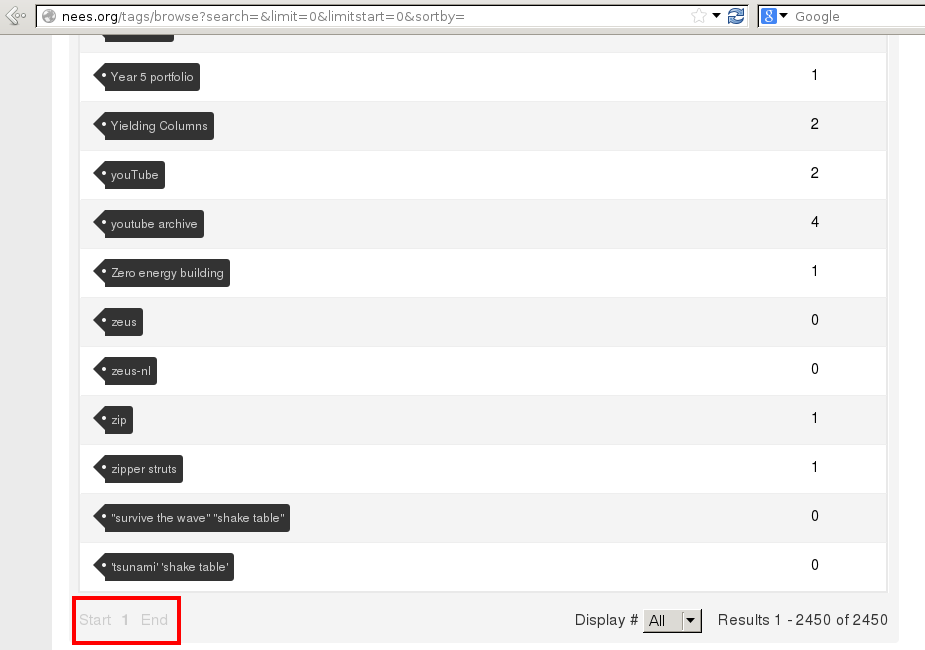 nees.org/tags/browse?search=&limit=0&limitstart=0&sortby=
8 Google
Year 5 portfolio 1
Yielding Columns 2
youTube 2
youtube archive 4
Zero energy building 1
zeus 0
zeus-nl 0
zip 1
zipper struts 1
"survive the wave" "shake table" 0
'tsunami' 'shake table' 0
Start 1 End Display # All Results 1 - 2450 of 2450